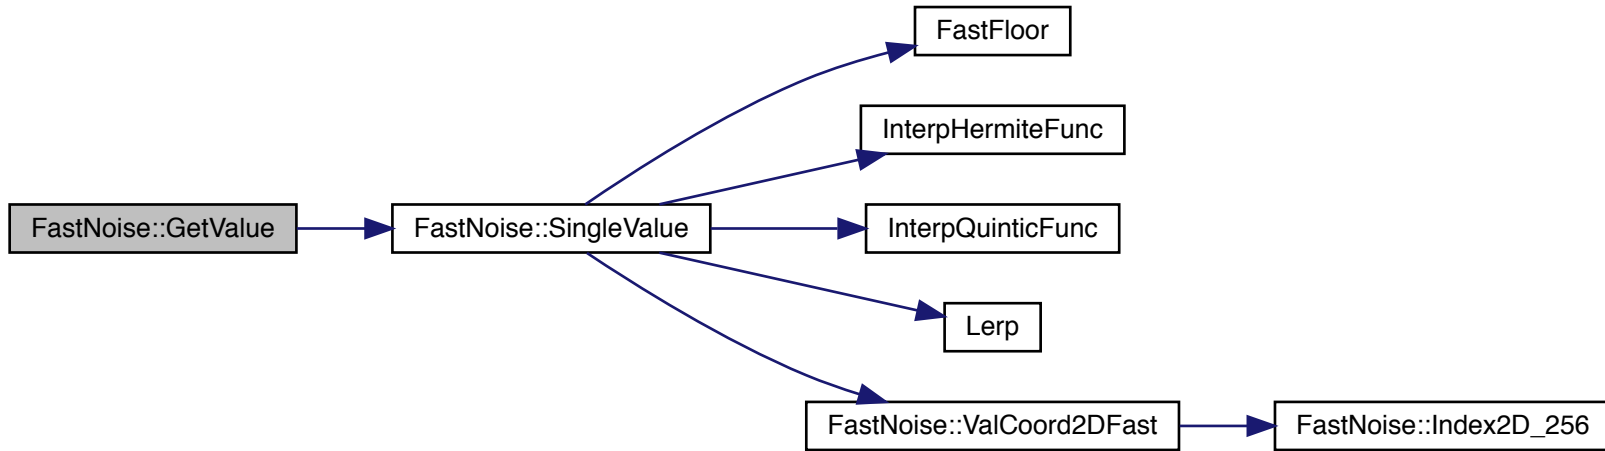 FastFloor
InterpHermiteFunc
FastNoise::GetValue
FastNoise::SingleValue
InterpQuinticFunc
Lerp
FastNoise::ValCoord2DFast
FastNoise::Index2D_256